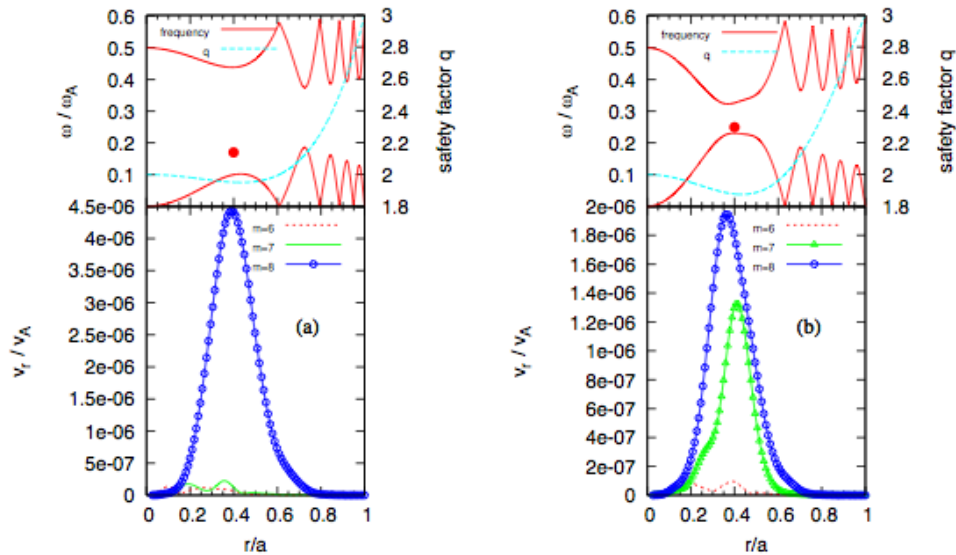 frequency
q
0.6
0.5
0.4
0.3
0.2
0.1
ω / ω_A
3
2.8
2.6
2.4
2.2
2
1.8
safety factor q
4.5e-06
4e-06
3.5e-06
3e-06
2.5e-06
2e-06
1.5e-06
1e-06
5e-07
0
v_r / v_A
m=6
m=7
m=8
(a)
0 0.2 0.4 0.6 0.8 1
r/a
frequency
q
0.6
0.5
0.4
0.3
0.2
0.1
ω / ω_A
3
2.8
2.6
2.4
2.2
2
1.8
safety factor q
2e-06
1.8e-06
1.6e-06
1.4e-06
1.2e-06
1e-06
8e-07
6e-07
4e-07
2e-07
0
v_r / v_A
m=6
m=7
m=8
(b)
0 0.2 0.4 0.6 0.8 1
r/a